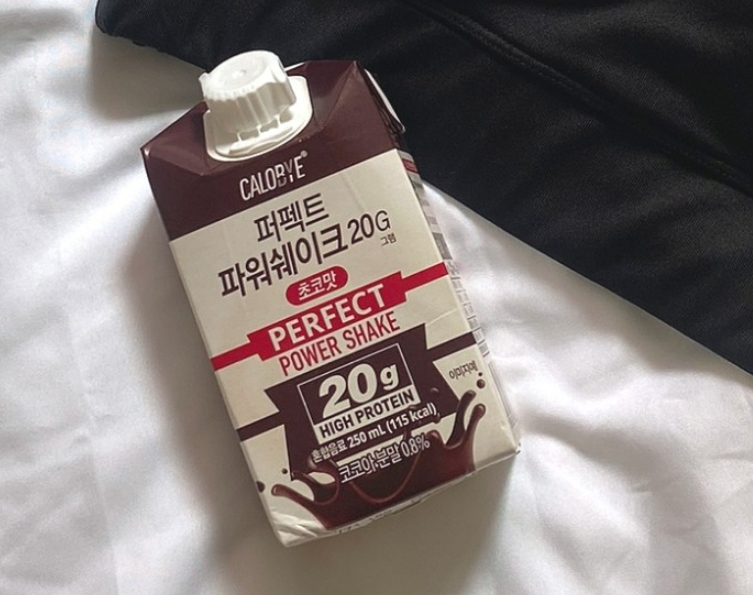 CALOBYE®
퍼펙트
파워쉐이크 20G
그램
초코맛
PERFECT
POWER SHAKE
20g
HIGH PROTEIN
이미지예
혼합음료 250 mL (115 kcal)
코코아분말 0.8%